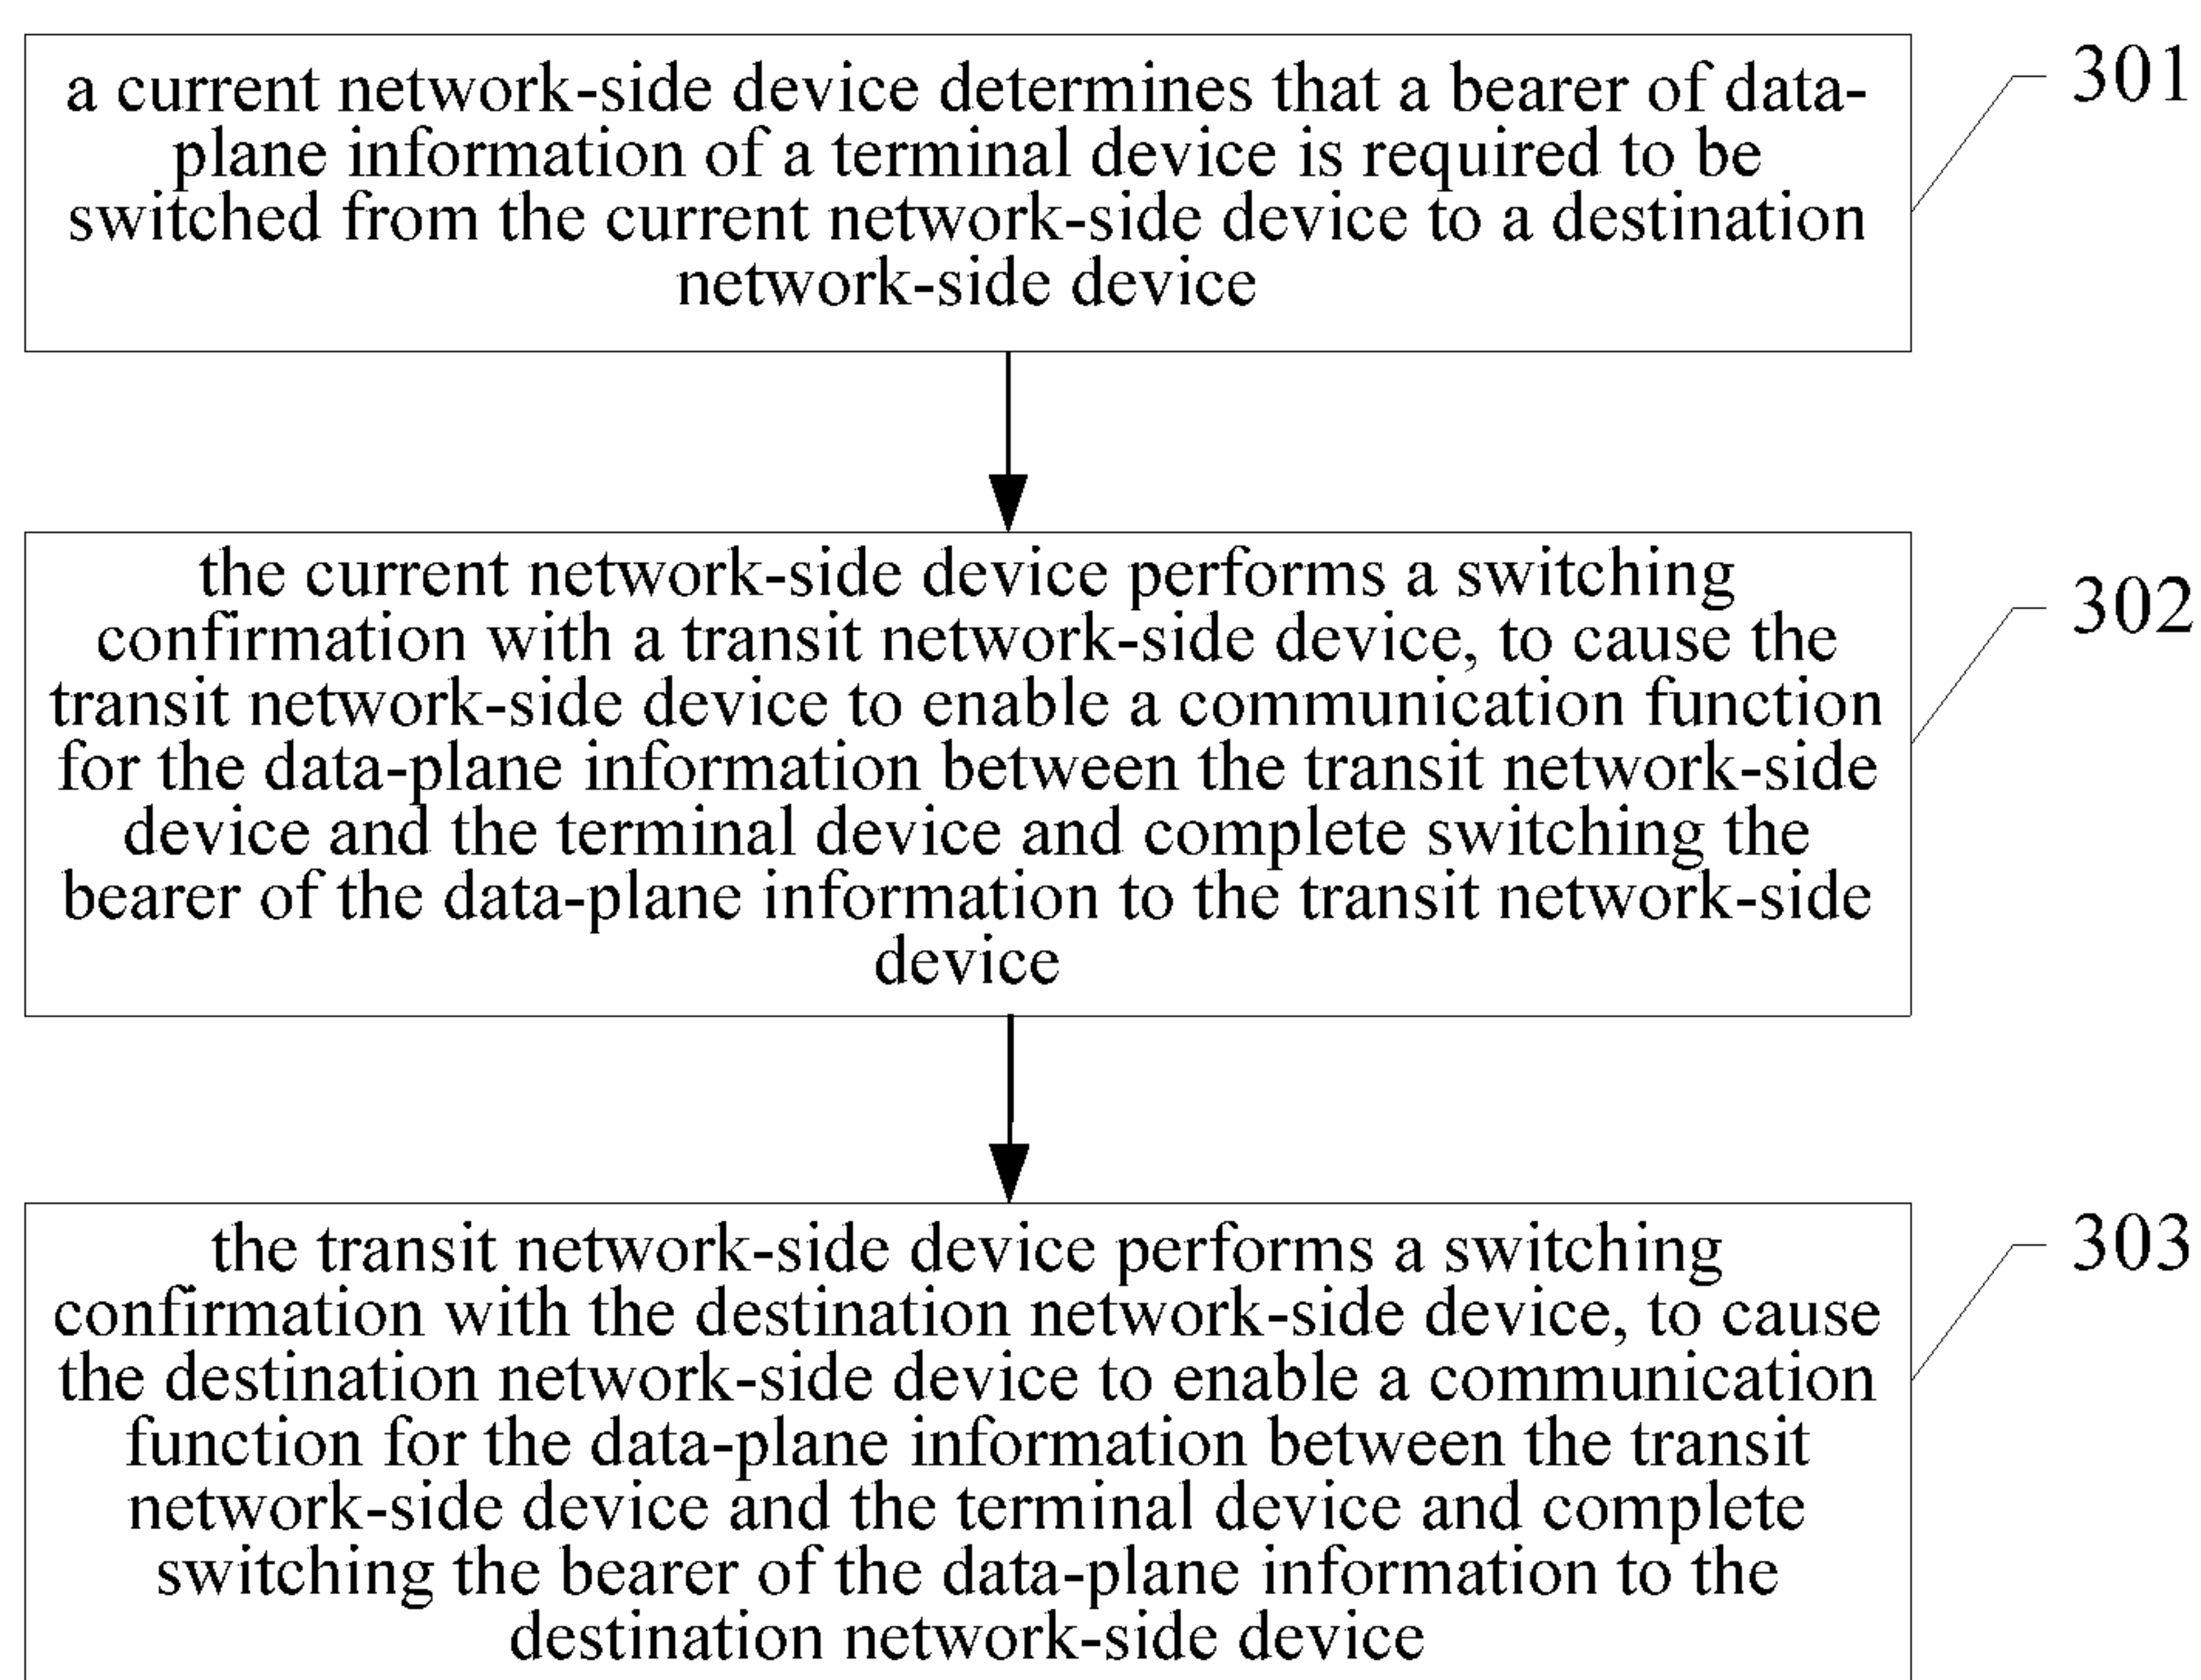 a current network-side device determines that a bearer of data-
plane information of a terminal device is required to be
switched from the current network-side device to a destination
network-side device
301
the current network-side device performs a switching
confirmation with a transit network-side device, to cause the
transit network-side device to enable a communication function
for the data-plane information between the transit network-side
device and the terminal device and complete switching the
bearer of the data-plane information to the transit network-side
device
302
the transit network-side device performs a switching
confirmation with the destination network-side device, to cause
the destination network-side device to enable a communication
function for the data-plane information between the transit
network-side device and the terminal device and complete
switching the bearer of the data-plane information to the
destination network-side device
303